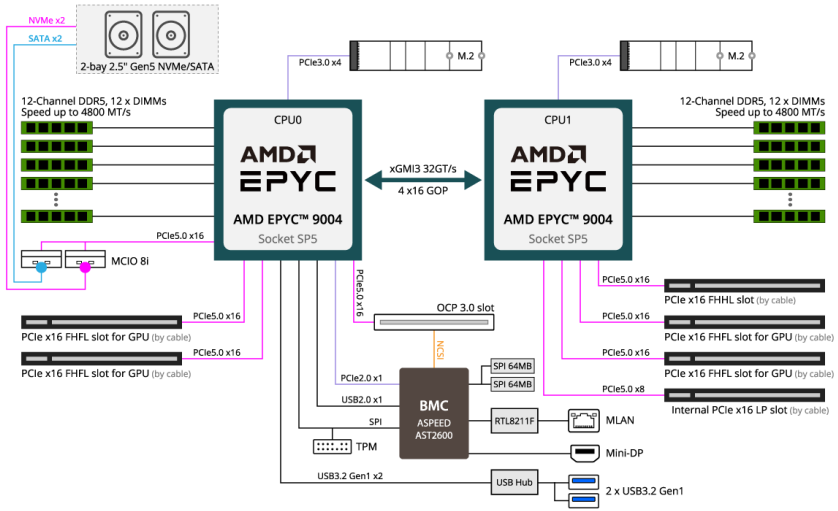 NVMe x2
SATA x2
2-bay 2.5" Gen5 NVMe/SATA
PCIe3.0 x4
M.2
PCIe3.0 x4
M.2
12-Channel DDR5, 12 x DIMMs
Speed up to 4800 MT/s
12-Channel DDR5, 12 x DIMMs
Speed up to 4800 MT/s
CPU0
AMD
EPYC
AMD EPYC™ 9004
Socket SP5
xGMI3 32GT/s
4 x16 GOP
CPU1
AMD
EPYC
AMD EPYC™ 9004
Socket SP5
PCIe5.0 x16
MCIO 8i
PCIe5.0 x16
PCIe x16 FHFL slot for GPU (by cable)
PCIe5.0 x16
PCIe x16 FHFL slot for GPU (by cable)
PCIe5.0 x16
OCP 3.0 slot
NCSI
PCIe5.0 x16
PCIe x16 FHHL slot (by cable)
PCIe5.0 x16
PCIe x16 FHFL slot for GPU (by cable)
PCIe5.0 x16
PCIe x16 FHFL slot for GPU (by cable)
PCIe5.0 x8
Internal PCIe x16 LP slot (by cable)
PCIe2.0 x1
USB2.0 x1
SPI
TPM
BMC
ASPEED
AST2600
SPI 64MB
SPI 64MB
RTL8211F
MLAN
Mini-DP
USB3.2 Gen1 x2
USB Hub
2 x USB3.2 Gen1